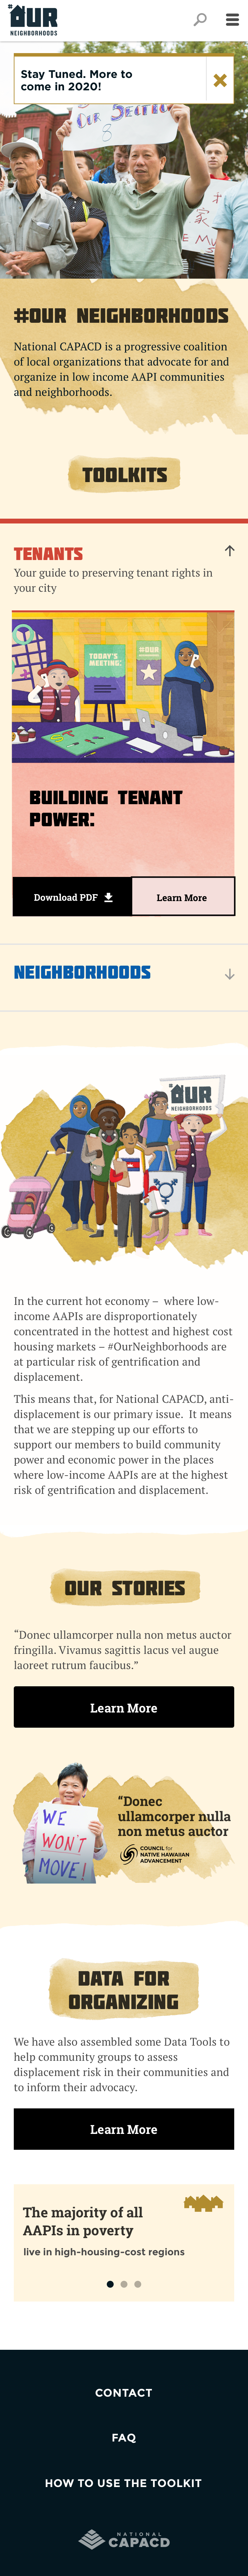 OUR
NEIGHBORHOODS
Stay Tuned. More to
come in 2020!
#OUR NEIGHBORHOODS
National CAPACD is a progressive coalition
of local organizations that advocate for and
organize in low income AAPI communities
and neighborhoods.
TOOLKITS
TENANTS
Your guide to preserving tenant rights in
your city
TODAY'S
MEETING:
#OUR
BUILDING TENANT
POWER:
Download PDF
Learn More
NEIGHBORHOODS
OUR
NEIGHBORHOODS
In the current hot economy – where low-
income AAPIs are disproportionately
concentrated in the hottest and highest cost
housing markets – #OurNeighborhoods are
at particular risk of gentrification and
displacement.
This means that, for National CAPACD, anti-
displacement is our primary issue. It means
that we are stepping up our efforts to
support our members to build community
power and economic power in the places
where low-income AAPIs are at the highest
risk of gentrification and displacement.
OUR STORIES
“Donec ullamcorper nulla non metus auctor
fringilla. Vivamus sagittis lacus vel augue
laoreet rutrum faucibus.”
Learn More
WE
WON'T
MOVE!
“Donec
ullamcorper nulla
non metus auctor
COUNCIL for
NATIVE HAWAIIAN
ADVANCEMENT
DATA FOR
ORGANIZING
We have also assembled some Data Tools to
help community groups to assess
displacement risk in their communities and
to inform their advocacy.
Learn More
The majority of all
AAPIs in poverty
live in high-housing-cost regions
CONTACT
FAQ
HOW TO USE THE TOOLKIT
NATIONAL
CAPACD